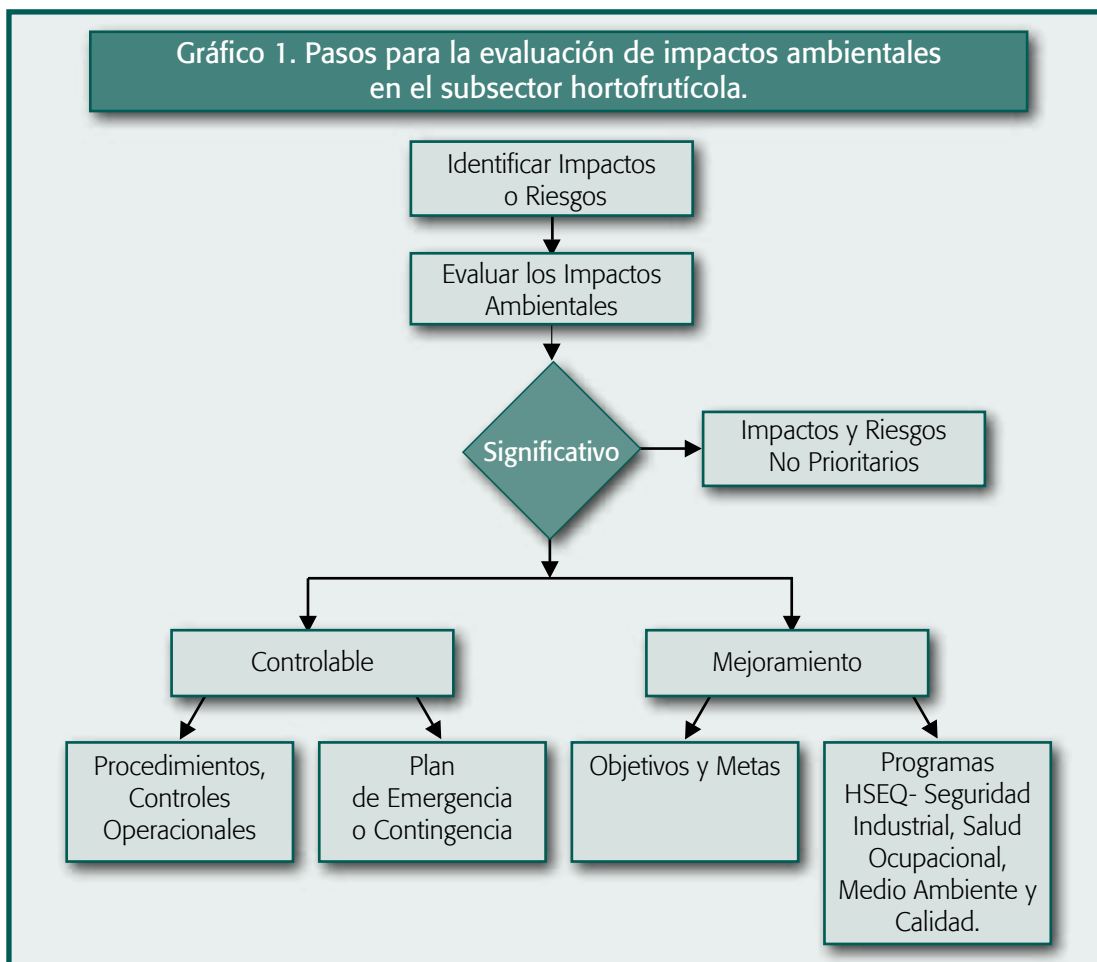 Gráfico 1. Pasos para la evaluación de impactos ambientales
en el subsector hortofrutícola.
Identificar Impactos
o Riesgos
Evaluar los Impactos
Ambientales
Significativo
Impactos y Riesgos
No Prioritarios
Controlable
Mejoramiento
Procedimientos,
Controles
Operacionales
Plan
de Emergencia
o Contingencia
Objetivos y Metas
Programas
HSEQ- Seguridad
Industrial, Salud
Ocupacional,
Medio Ambiente y
Calidad.